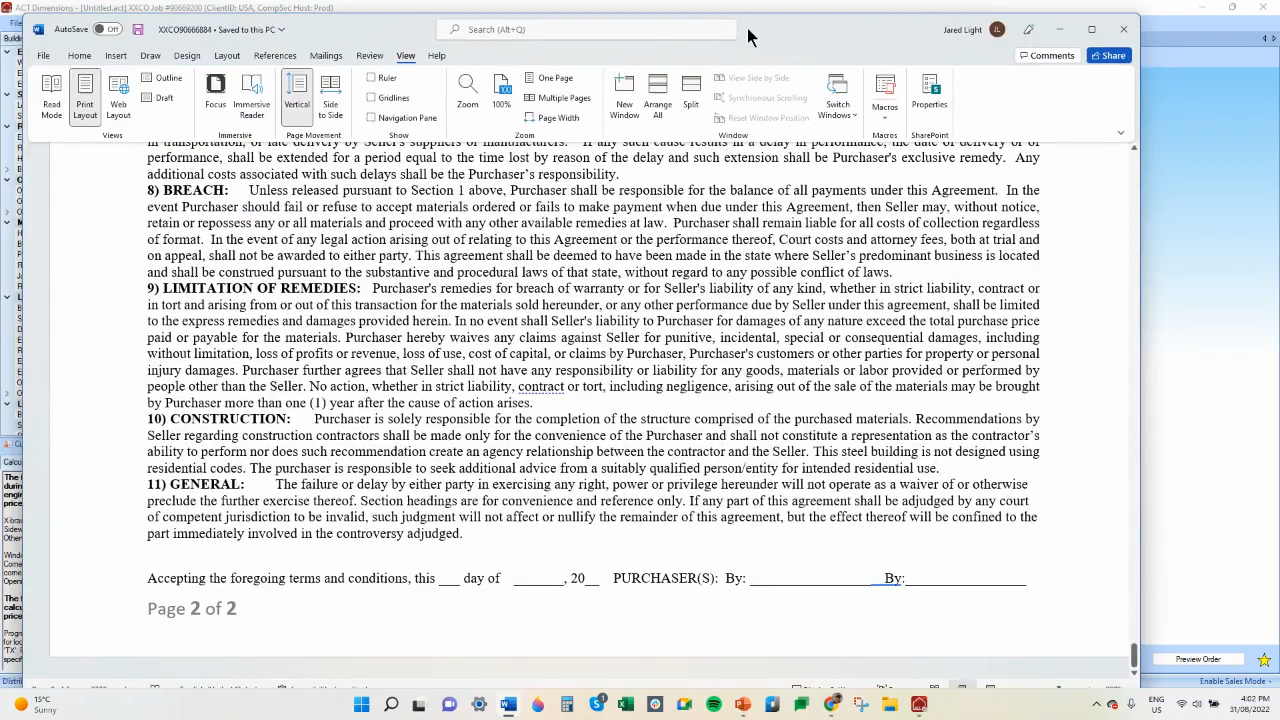 ACT Dimensions - [Untitled.act] XXCO Job #90669200 (ClientID: 2 USA, CompSvc Host: Prod)
AutoSave Off XXCO90666884 • Saved to this PC Search (Alt+Q) Jared Light JL
File Home Insert Draw Design Layout References Mailings Review View Help Comments Share
Read Mode Print Layout Web Layout Outline Draft Focus Immersive Reader Vertical Side to Side Ruler Gridlines Navigation Pane Zoom 100% One Page Multiple Pages Page Width New Window Arrange All Split View Side by Side Synchronous Scrolling Reset Window Position Switch Windows Macros Properties
Views Immersive Page Movement Show Zoom Window Macros SharePoint
in transportation, or late delivery by Seller's suppliers or manufacturers. If any such cause results in a delay in performance, the date of delivery or of
performance, shall be extended for a period equal to the time lost by reason of the delay and such extension shall be Purchaser's exclusive remedy. Any
additional costs associated with such delays shall be the Purchaser's responsibility.
8) BREACH: Unless released pursuant to Section 1 above, Purchaser shall be responsible for the balance of all payments under this Agreement. In the
event Purchaser should fail or refuse to accept materials ordered or fails to make payment when due under this Agreement, then Seller may, without notice,
retain or repossess any or all materials and proceed with any other available remedies at law. Purchaser shall remain liable for all costs of collection regardless
of format. In the event of any legal action arising out of relating to this Agreement or the performance thereof, Court costs and attorney fees, both at trial and
on appeal, shall not be awarded to either party. This agreement shall be deemed to have been made in the state where Seller's predominant business is located
and shall be construed pursuant to the substantive and procedural laws of that state, without regard to any possible conflict of laws.
9) LIMITATION OF REMEDIES: Purchaser's remedies for breach of warranty or for Seller's liability of any kind, whether in strict liability, contract or
in tort and arising from or out of this transaction for the materials sold hereunder, or any other performance due by Seller under this agreement, shall be limited
to the express remedies and damages provided herein. In no event shall Seller's liability to Purchaser for damages of any nature exceed the total purchase price
paid or payable for the materials. Purchaser hereby waives any claims against Seller for punitive, incidental, special or consequential damages, including
without limitation, loss of profits or revenue, loss of use, cost of capital, or claims by Purchaser, Purchaser's customers or other parties for property or personal
injury damages. Purchaser further agrees that Seller shall not have any responsibility or liability for any goods, materials or labor provided or performed by
people other than the Seller. No action, whether in strict liability, contract or tort, including negligence, arising out of the sale of the materials may be brought
by Purchaser more than one (1) year after the cause of action arises.
10) CONSTRUCTION: Purchaser is solely responsible for the completion of the structure comprised of the purchased materials. Recommendations by
Seller regarding construction contractors shall be made only for the convenience of the Purchaser and shall not constitute a representation as the contractor's
ability to perform nor does such recommendation create an agency relationship between the contractor and the Seller. This steel building is not designed using
residential codes. The purchaser is responsible to seek additional advice from a suitably qualified person/entity for intended residential use.
11) GENERAL: The failure or delay by either party in exercising any right, power or privilege hereunder will not operate as a waiver of or otherwise
preclude the further exercise thereof. Section headings are for convenience and reference only. If any part of this agreement shall be adjudged by any court
of competent jurisdiction to be invalid, such judgment will not affect or nullify the remainder of this agreement, but the effect thereof will be confined to the
part immediately involved in the controversy adjudged.
Accepting the foregoing terms and conditions, this ___ day of _______, 20__ PURCHASER(S): By: _________________ By:_________________
Page 2 of 2
Preview Order
Enable Sales Mode
15°C
Sunny
ENG
US
4:02 PM
31/08/2022